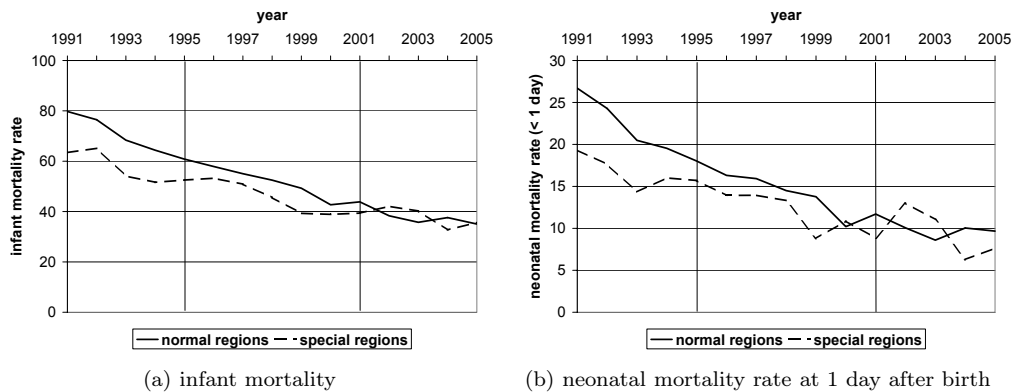 year
1991 1993 1995 1997 1999 2001 2003 2005
100
80
60
40
20
0
infant mortality rate
normal regions special regions
(a) infant mortality
year
1991 1993 1995 1997 1999 2001 2003 2005
30
25
20
15
10
5
0
neonatal mortality rate (< 1 day)
normal regions special regions
(b) neonatal mortality rate at 1 day after birth